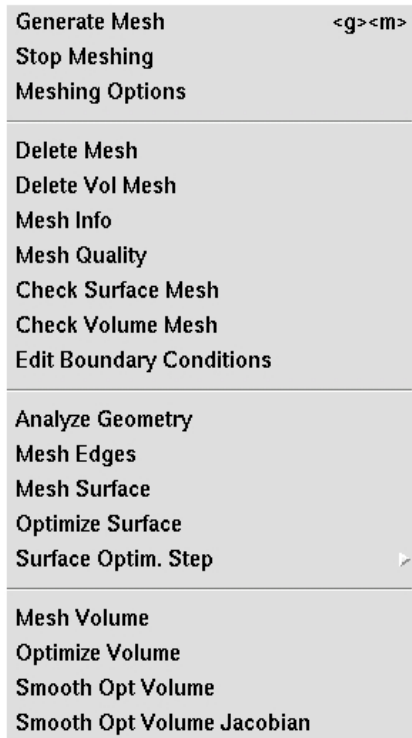 Generate Mesh <g><m>
Stop Meshing
Meshing Options
Delete Mesh
Delete Vol Mesh
Mesh Info
Mesh Quality
Check Surface Mesh
Check Volume Mesh
Edit Boundary Conditions
Analyze Geometry
Mesh Edges
Mesh Surface
Optimize Surface
Surface Optim. Step
Mesh Volume
Optimize Volume
Smooth Opt Volume
Smooth Opt Volume Jacobian